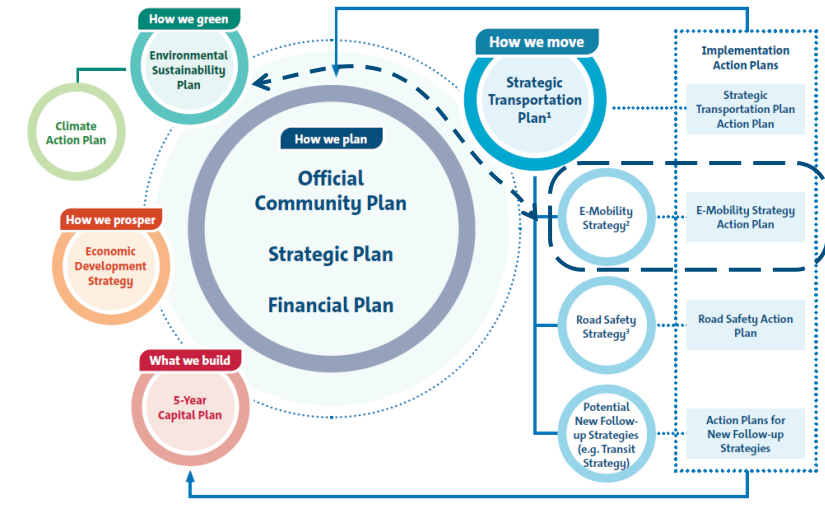 How we green
Environmental
Sustainability
Plan
Climate
Action Plan
How we prosper
Economic
Development
Strategy
What we build
5-Year
Capital Plan
How we plan
Official
Community Plan
Strategic Plan
Financial Plan
How we move
Strategic
Transportation
Plan¹
E-Mobility
Strategy²
Road Safety
Strategy³
Potential
New Follow-
up Strategies
(e.g. Transit
Strategy)
Implementation
Action Plans
Strategic
Transportation Plan
Action Plan
E-Mobility Strategy
Action Plan
Road Safety Action
Plan
Action Plans for
New Follow-up
Strategies